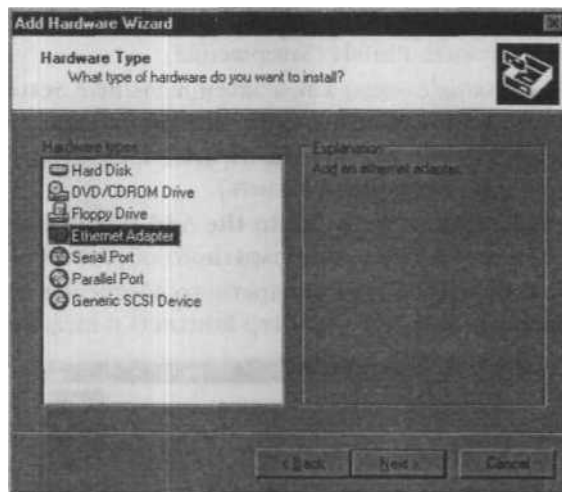 Add Hardware Wizard
Hardware Type
What type of hardware do you want to install?
Hardware types
Hard Disk
DVD/CDROM Drive
Floppy Drive
Ethernet Adapter
Serial Port
Parallel Port
Generic SCSI Device
Explanation
Add an ethernet adapter.
< Back
Next >
Cancel